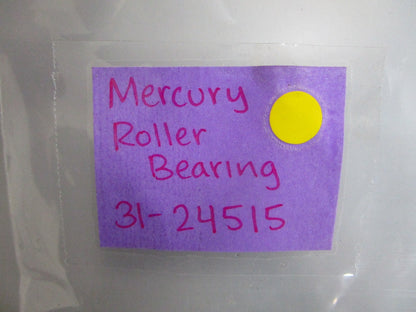 Mercury
Roller
Bearing
31-24515